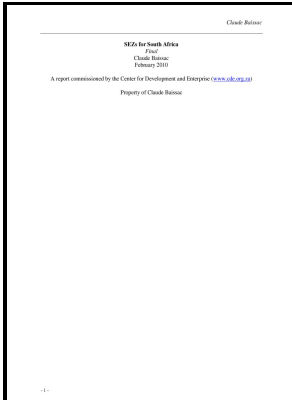 Claude Baissac
SEZs for South Africa
Final
Claude Baissac
February 2010
A report commissioned by the Center for Development and Enterprise (www.cde.org.za)
Property of Claude Baissac
- 1 -